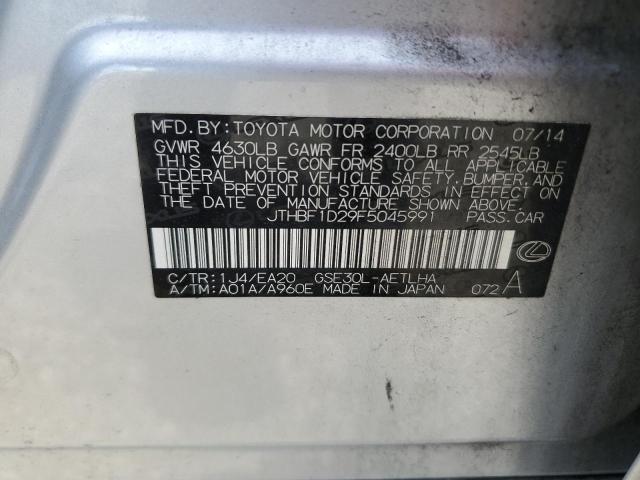 MFD. BY: TOYOTA MOTOR CORPORATION 07/14
GVWR 4630LB GAWR FR 2400LB RR 2545LB
THIS VEHICLE CONFORMS TO ALL APPLICABLE
FEDERAL MOTOR VEHICLE SAFETY, BUMPER, AND
THEFT PREVENTION STANDARDS IN EFFECT ON
THE DATE OF MANUFACTURE SHOWN ABOVE.
JTHBF1D29F5045991 PASS. CAR
C/TR: 1J4/EA20 GSE30L-AETLHA
A/TM: A01A/A960E MADE IN JAPAN 072 A